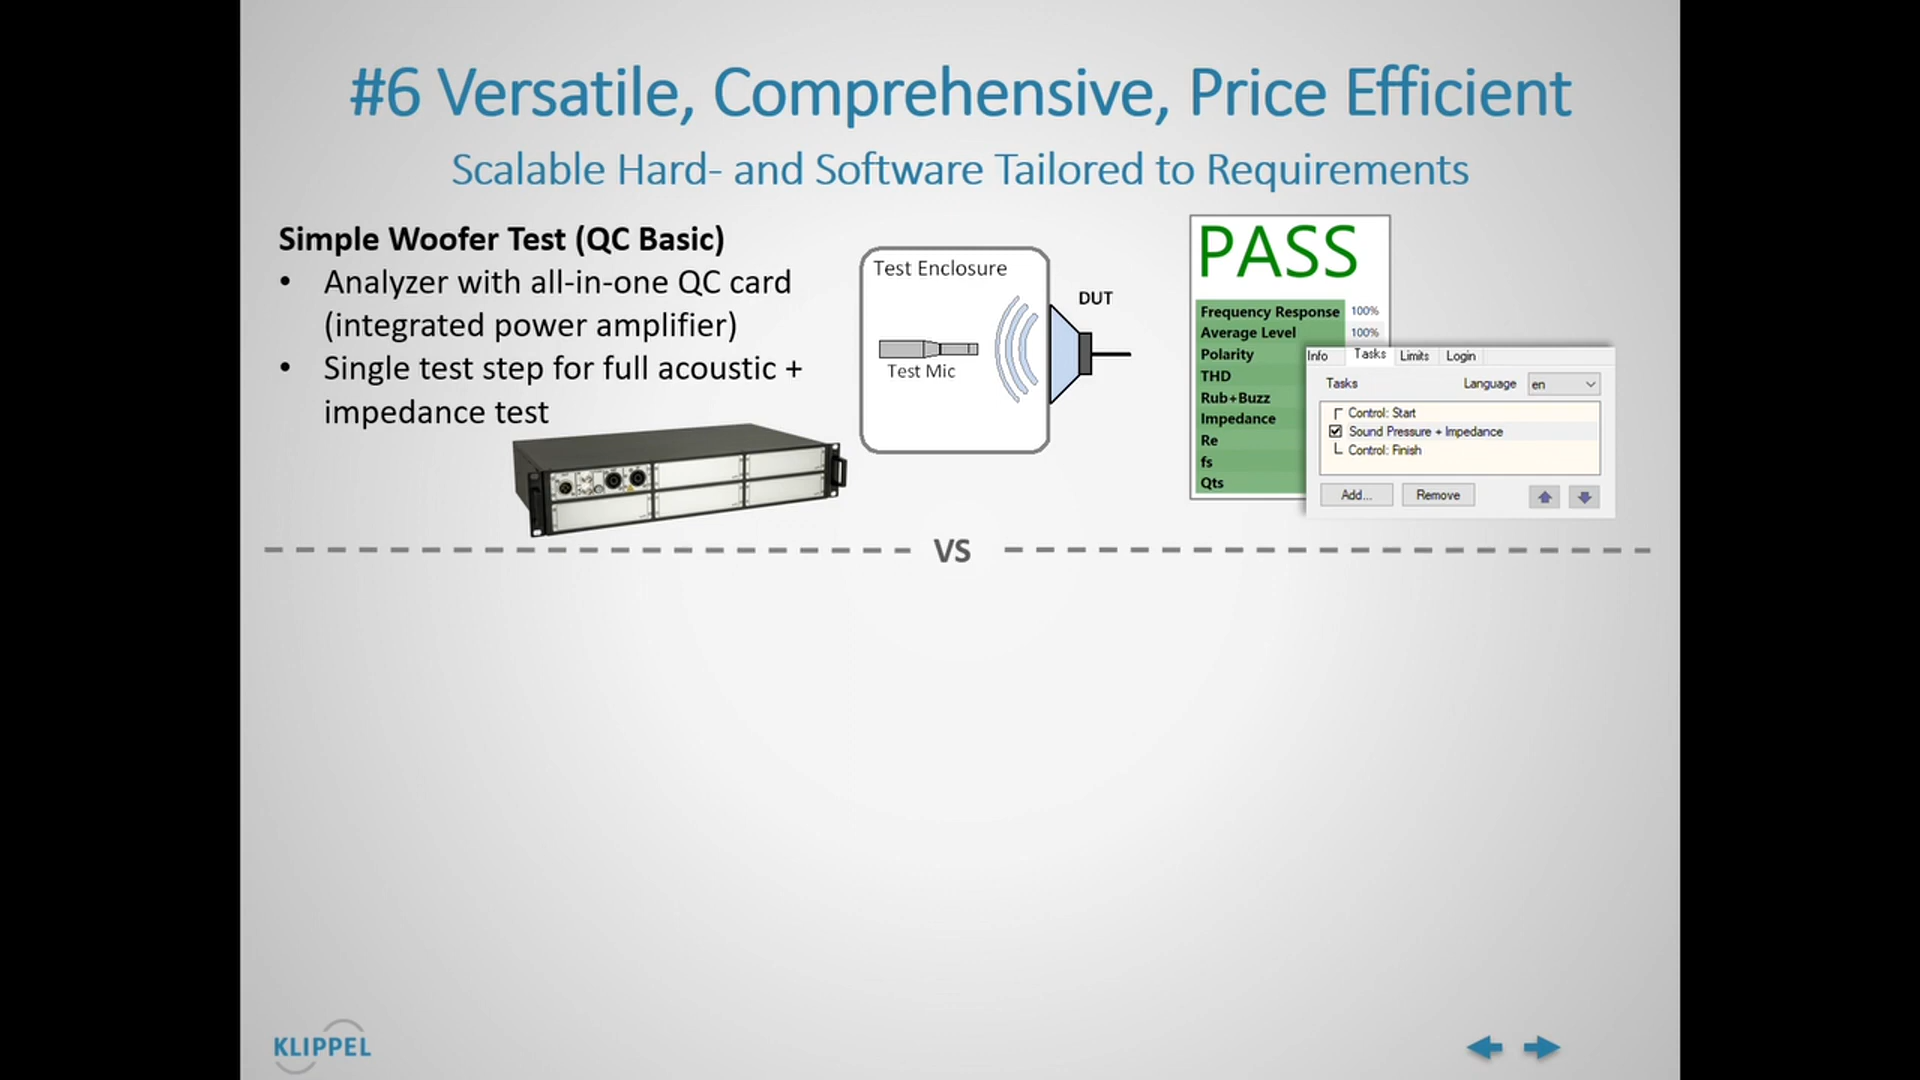 #6 Versatile, Comprehensive, Price Efficient
Scalable Hard- and Software Tailored to Requirements
Simple Woofer Test (QC Basic)
• Analyzer with all-in-one QC card
(integrated power amplifier)
• Single test step for full acoustic +
impedance test
Test Enclosure
Test Mic
DUT
PASS
Frequency Response 100%
Average Level 100%
Polarity
THD
Rub+Buzz
Impedance
Re
fs
Qts
Info Tasks Limits Login
Tasks Language en
Control: Start
Sound Pressure + Impedance
Control: Finish
Add... Remove
VS
KLIPPEL